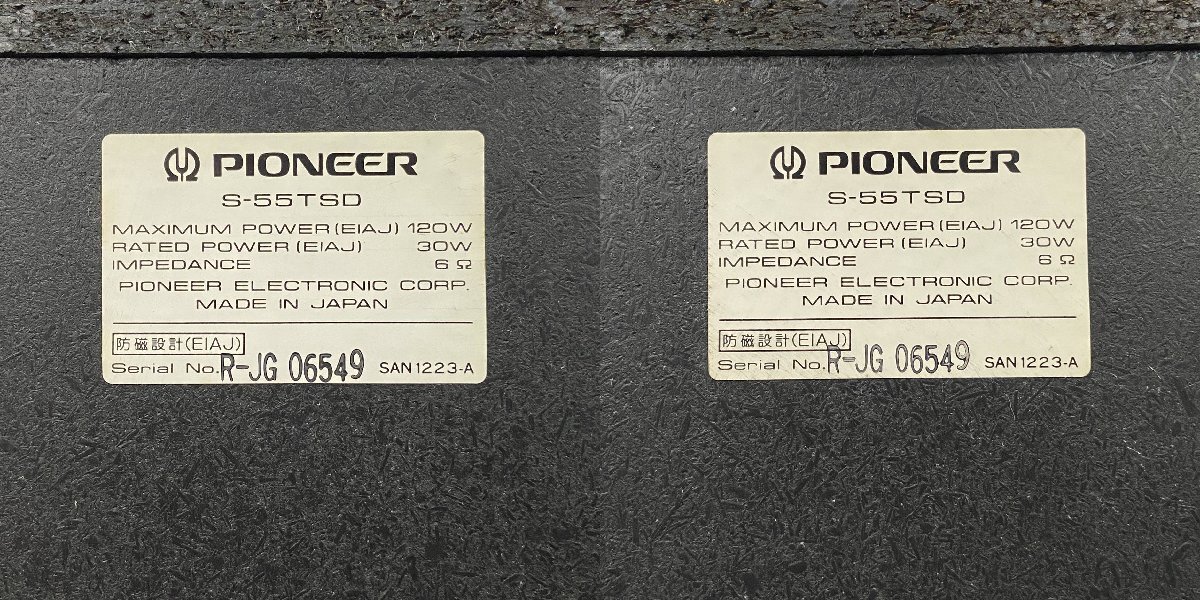 PIONEER
S-55TSD
MAXIMUM POWER (EIAJ) 120W
RATED POWER (EIAJ) 30W
IMPEDANCE 6 Ω
PIONEER ELECTRONIC CORP.
MADE IN JAPAN
防磁設計(EIAJ)
Serial No. R-JG 06549 SAN1223-A
PIONEER
S-55TSD
MAXIMUM POWER (EIAJ) 120W
RATED POWER (EIAJ) 30W
IMPEDANCE 6 Ω
PIONEER ELECTRONIC CORP.
MADE IN JAPAN
防磁設計(EIAJ)
Serial No. R-JG 06549 SAN1223-A